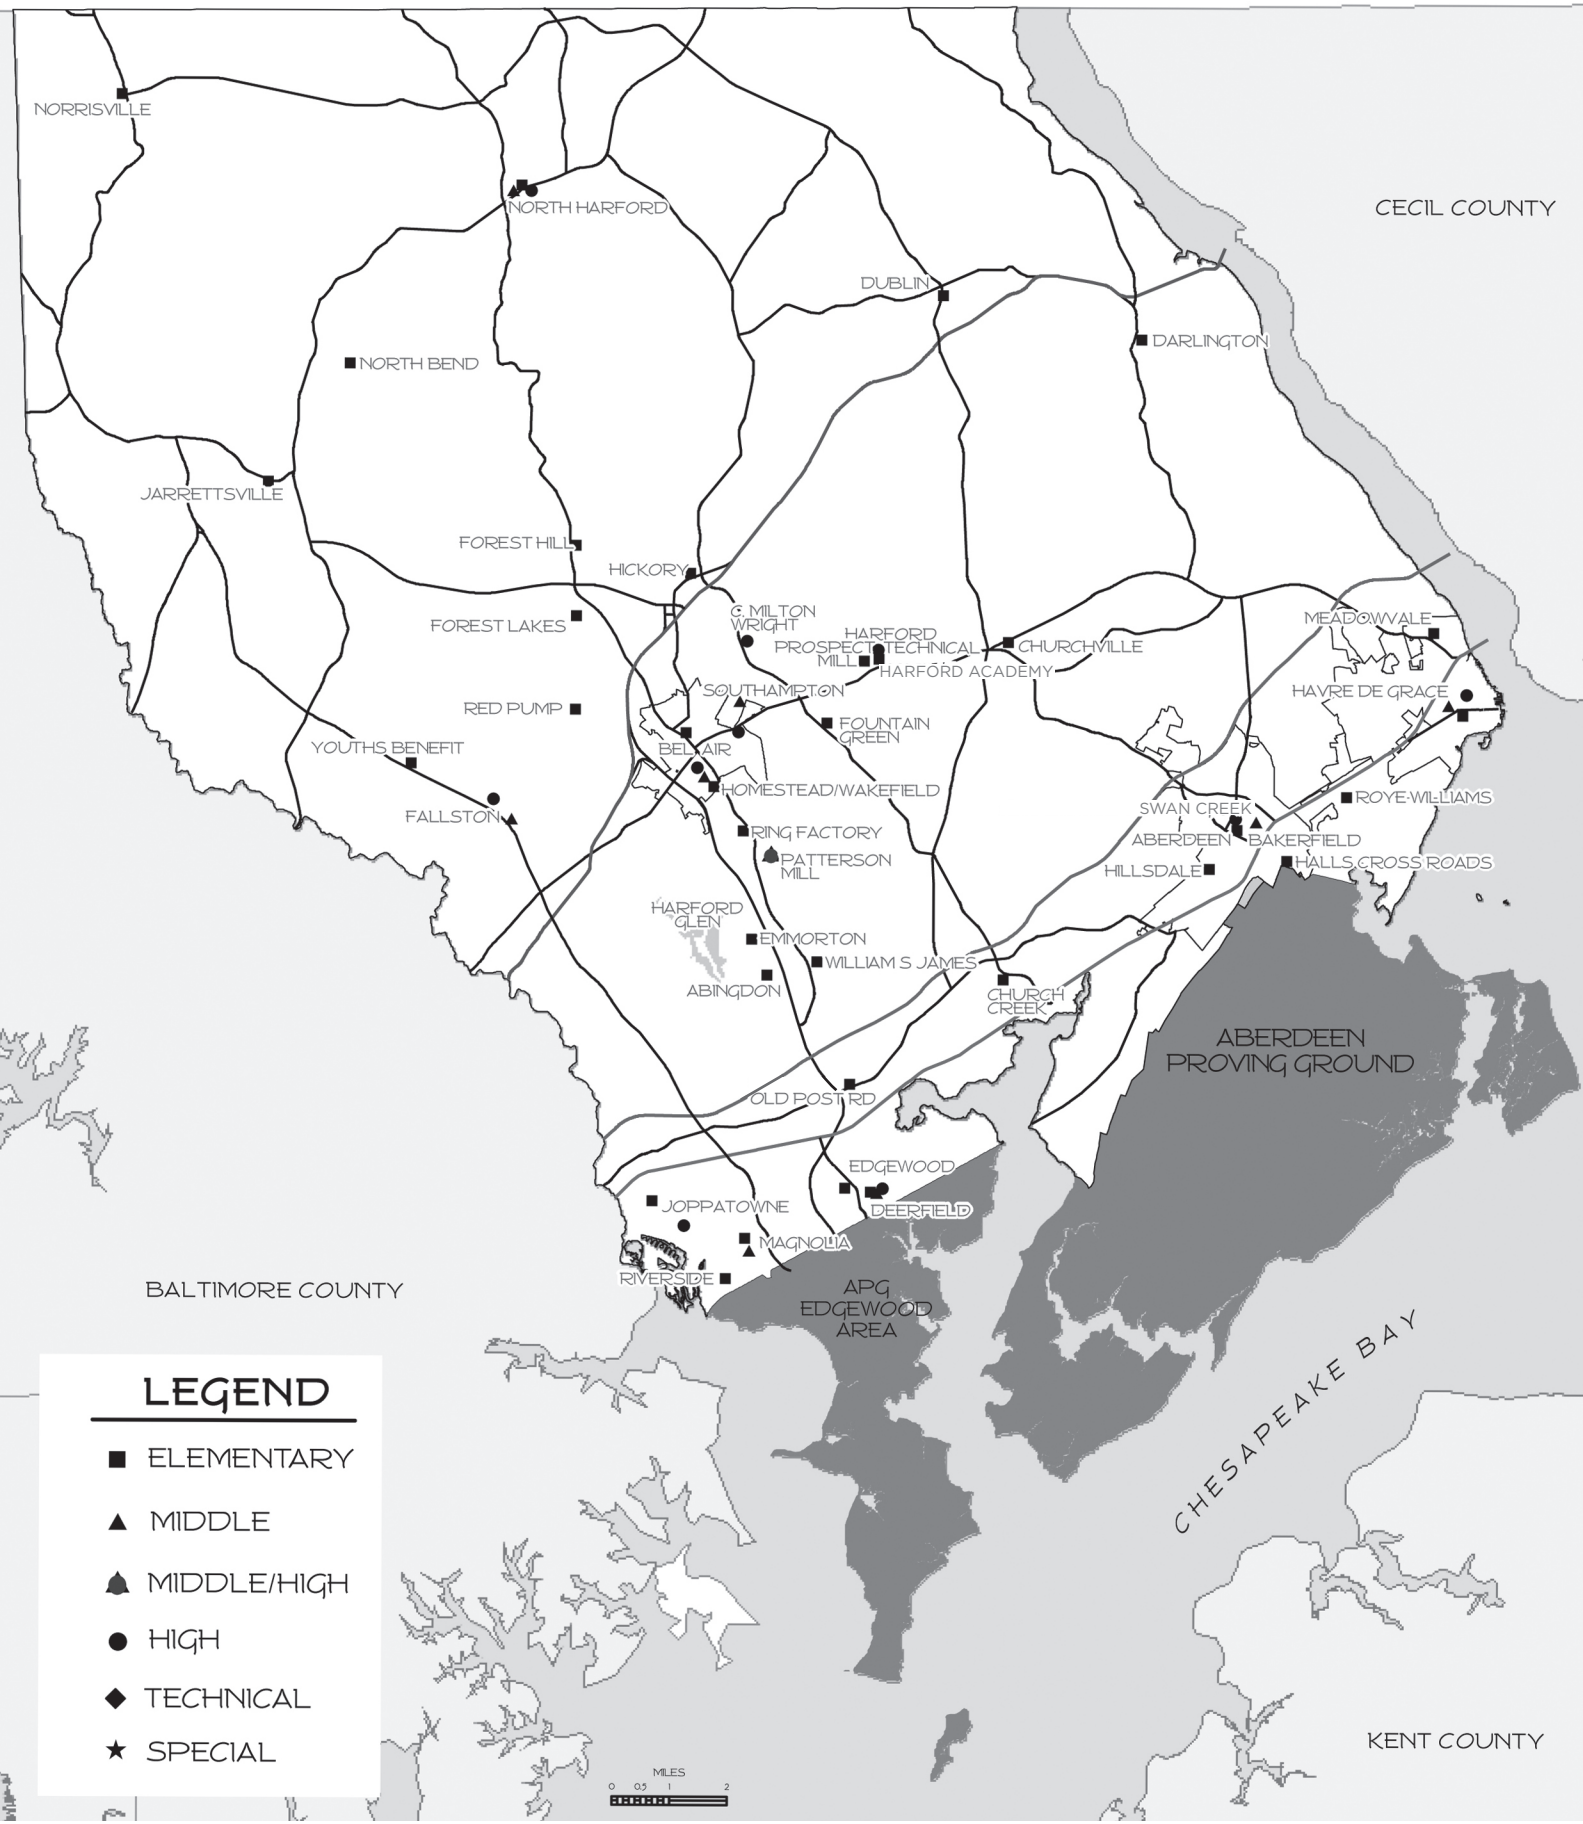 NORRISVILLE
CECIL COUNTY
NORTH HARFORD
DUBLIN
DARLINGTON
NORTH BEND
JARRETTSVILLE
FOREST HILL
HICKORY
C. MILTON
WRIGHT
MEADOWVALE
FOREST LAKES
HARFORD
TECHNICAL
PROSPECT
MILL
CHURCHVILLE
HARFORD ACADEMY
SOUTHAMPTON
HAVRE DE GRACE
RED PUMP
FOUNTAIN
GREEN
YOUTHS BENEFIT
BEL AIR
HOMESTEAD/WAKEFIELD
ROYE-WILLIAMS
SWAN CREEK
FALLSTON
RING FACTORY
ABERDEEN
BAKERFIELD
PATTERSON
MILL
HALLS CROSS ROADS
HILLSDALE
HARFORD
GLEN
EMMORTON
WILLIAM S JAMES
ABINGDON
CHURCH
CREEK
ABERDEEN
PROVING GROUND
OLD POST RD
EDGEWOOD
JOPPATOWNE
DEERFIELD
MAGNOLIA
RIVERSIDE
BALTIMORE COUNTY
APG
EDGEWOOD
AREA
CHESAPEAKE BAY
LEGEND
ELEMENTARY
MIDDLE
MIDDLE/HIGH
HIGH
TECHNICAL
SPECIAL
KENT COUNTY
MILES
0 0.5 1 2